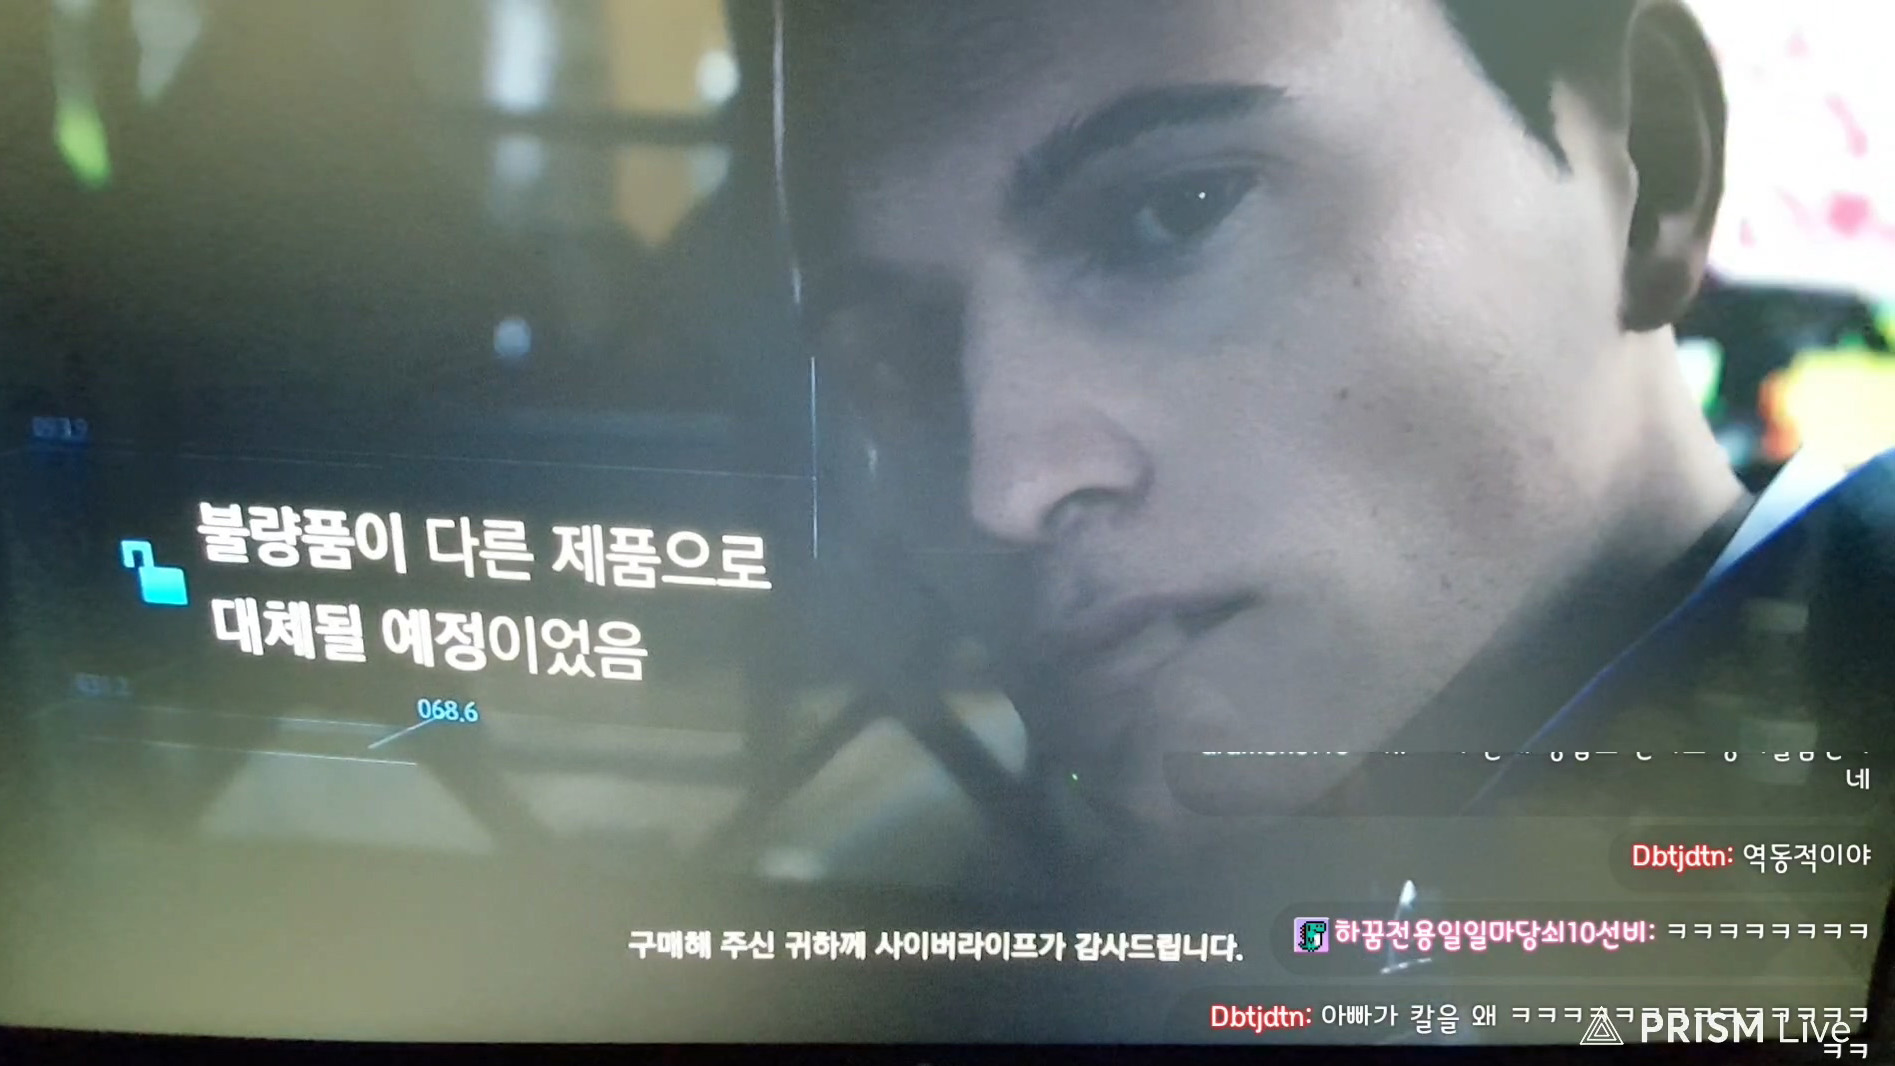 093.9
불량품이 다른 제품으로
대체될 예정이었음
068.6
구매해 주신 귀하께 사이버라이프가 감사드립니다.
네
Dbtjdtn: 역동적이야
하꿈전용일일마당쇠10선비: ㅋㅋㅋㅋㅋㅋㅋㅋ
Dbtjdtn: 아빠가 칼을 왜 ㅋㅋㅋㅋㅋㅋㅋㅋㅋㅋㅋㅋㅋㅋ
ㅋㅋ
PRISM Live